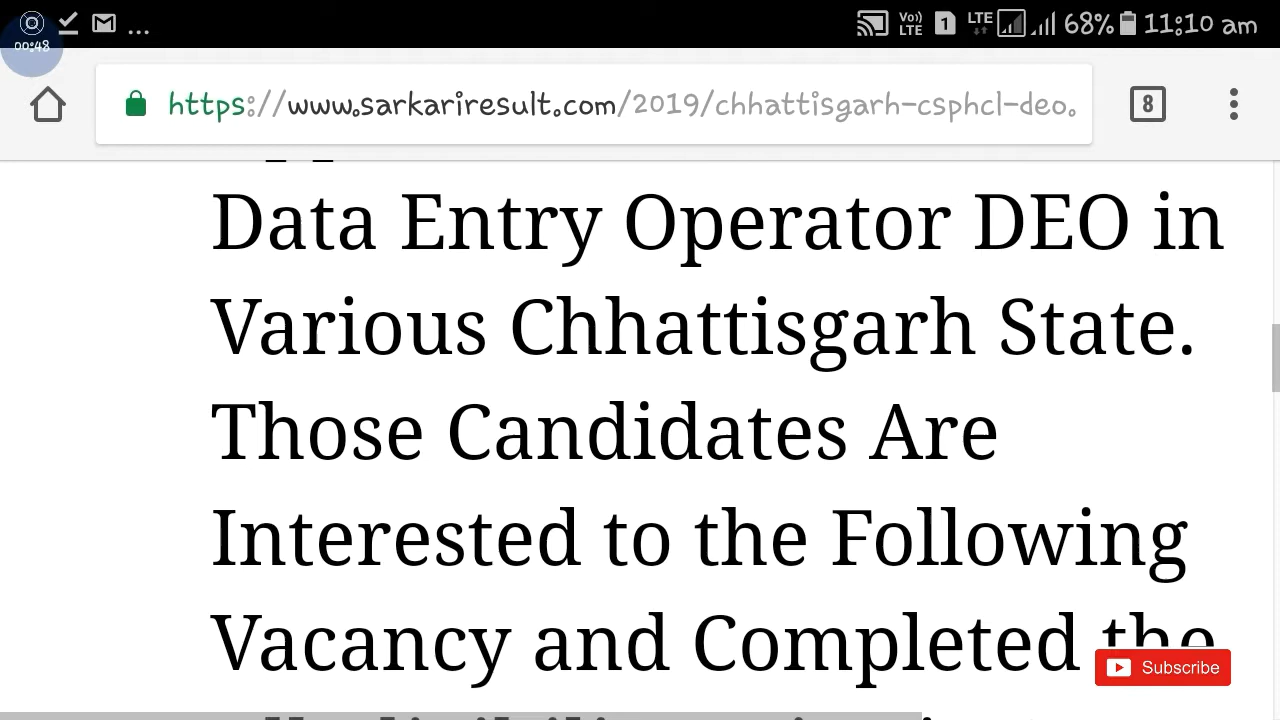 00:48
...
Vo) LTE
1
LTE
68%
11:10 am
https://www.sarkariresult.com/2019/chhattisgarh-csphcl-deo.
8
Data Entry Operator DEO in
Various Chhattisgarh State.
Those Candidates Are
Interested to the Following
Vacancy and Completed the
Subscribe